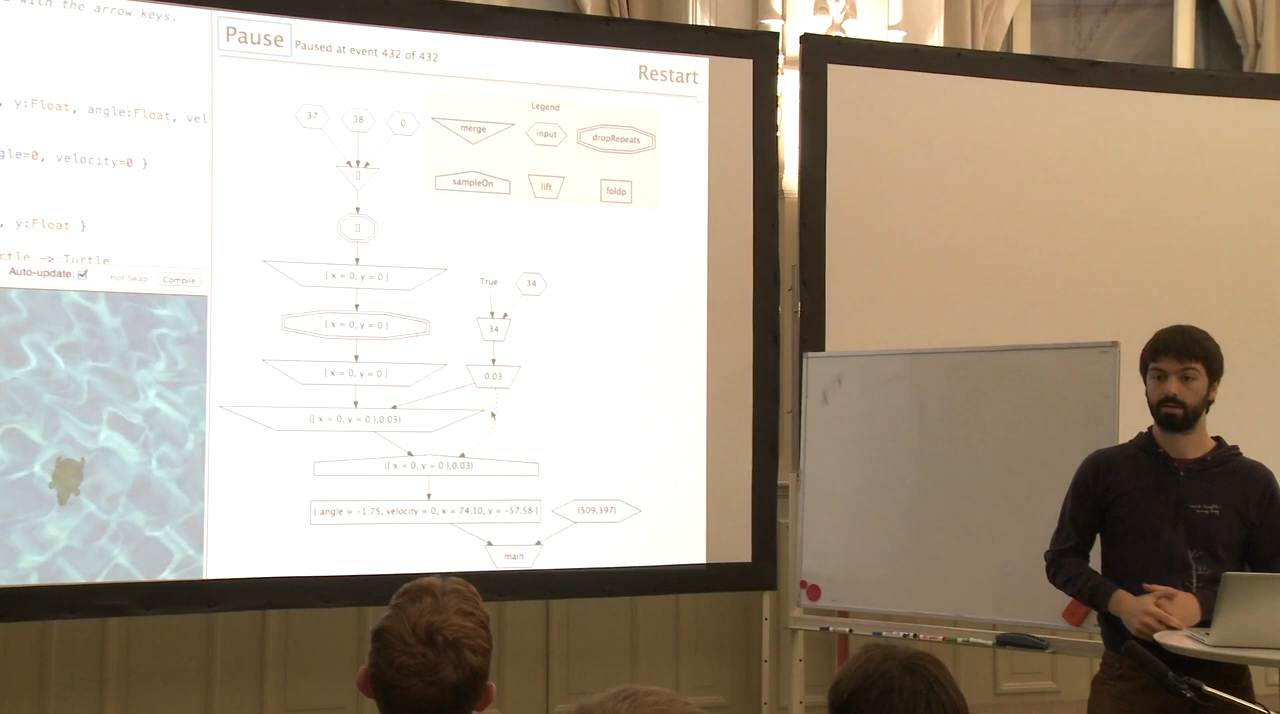 with the arrow keys.
, y:Float, angle:Float, vel
gle=0, velocity=0 }
, y:Float }
rtle -> Turtle
Auto-update:
Hot Swap
Compile
Pause
Paused at event 432 of 432
Restart
Legend
merge
input
dropRepeats
sampleOn
lift
foldp
37
38
0
[]
[]
{ x = 0, y = 0 }
True
34
{ x = 0, y = 0 }
34
{ x = 0, y = 0 }
0.03
({ x = 0, y = 0 },0.03)
({ x = 0, y = 0 },0.03)
{ angle = -1.75, velocity = 0, x = 74.10, y = -57.58 }
(509,397)
main